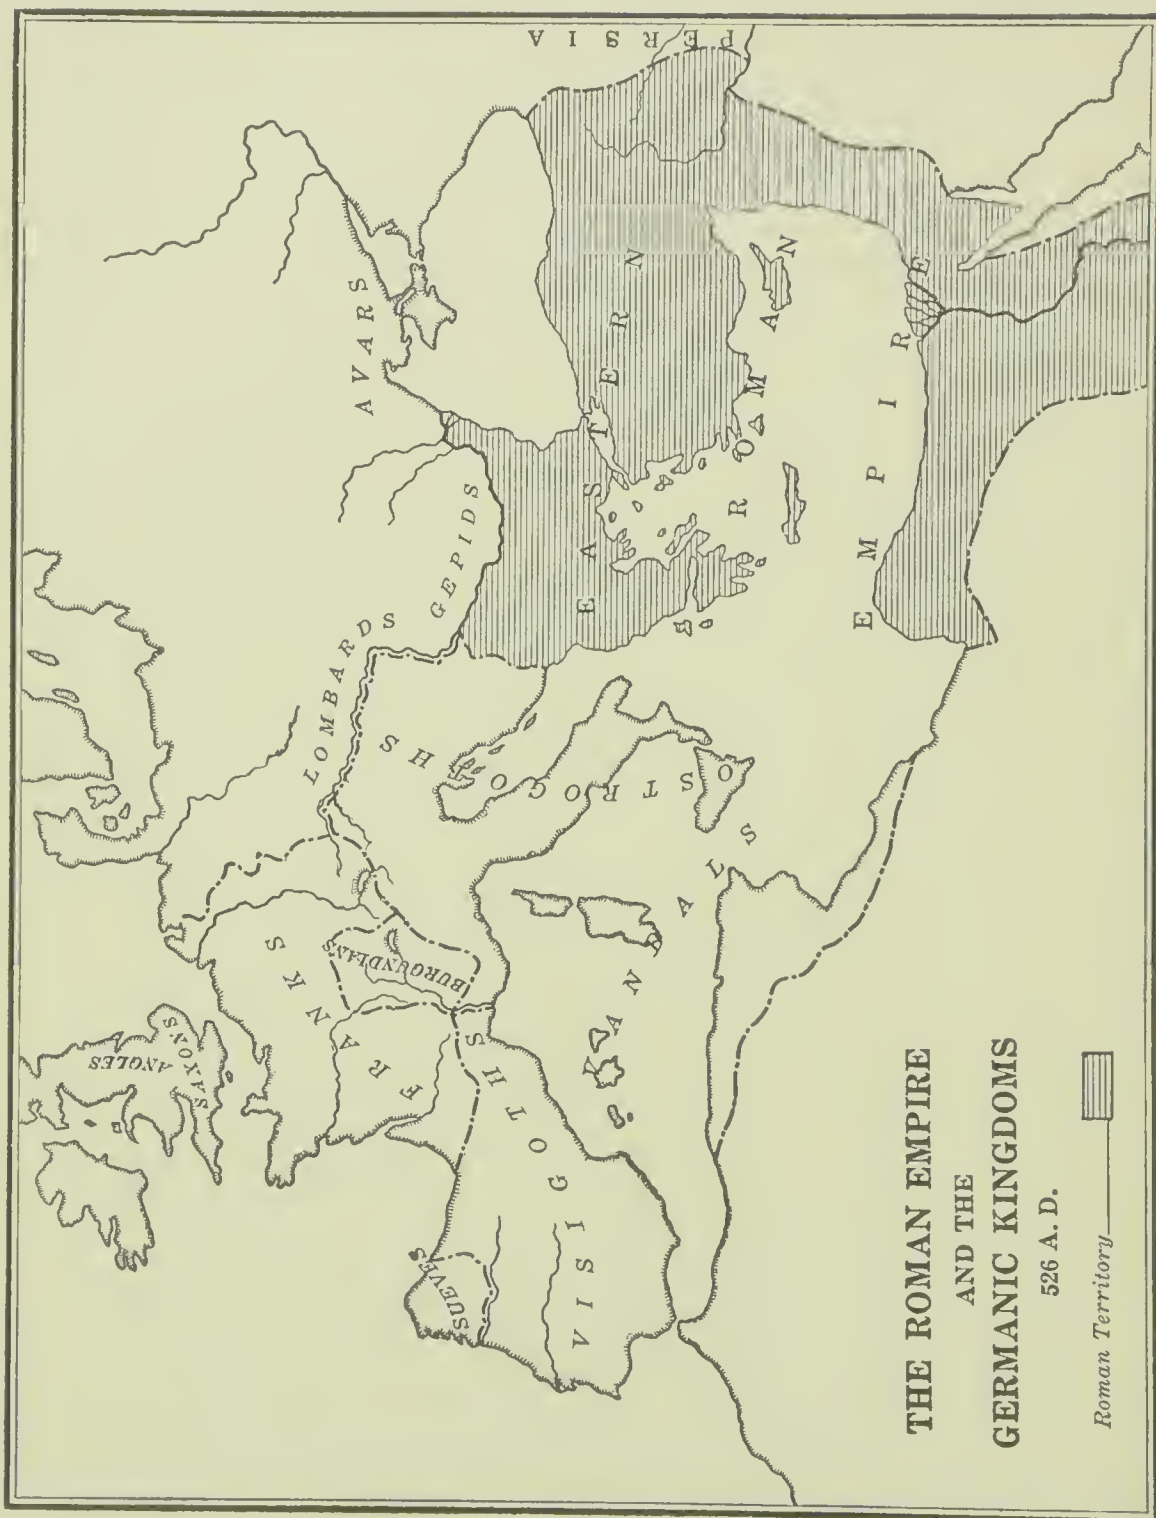 THE ROMAN EMPIRE
AND THE
GERMANIC KINGDOMS
526 A. D.
Roman Territory
ANGLES
SAXONS
FRANKS
BURGUNDIANS
SUEVES
VISIGOTHS
VANDALS
OSTROGOTHS
LOMBARDS
GEPIDS
AVARS
EASTERN
ROMAN
EMPIRE
PERSIA